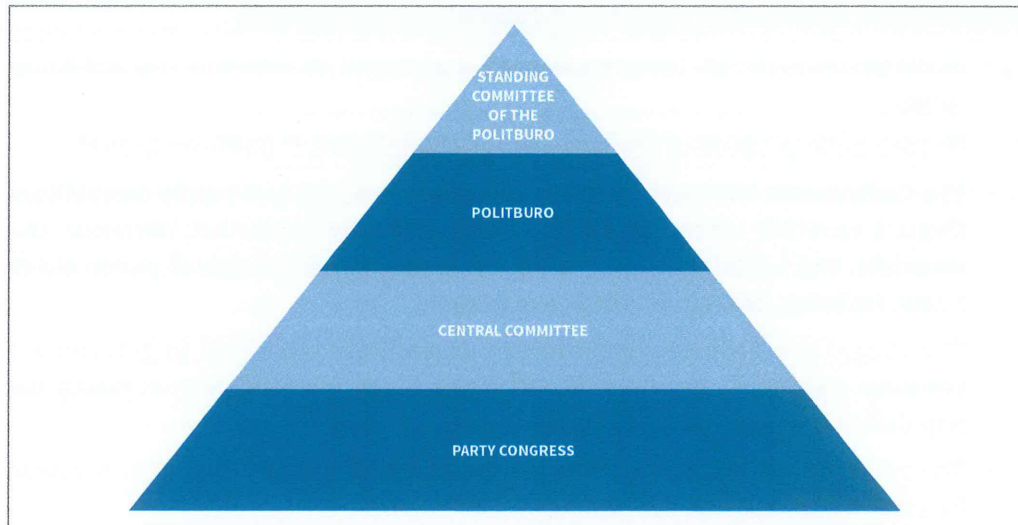 STANDING
COMMITTEE
OF THE
POLITBURO
POLITBURO
CENTRAL COMMITTEE
PARTY CONGRESS